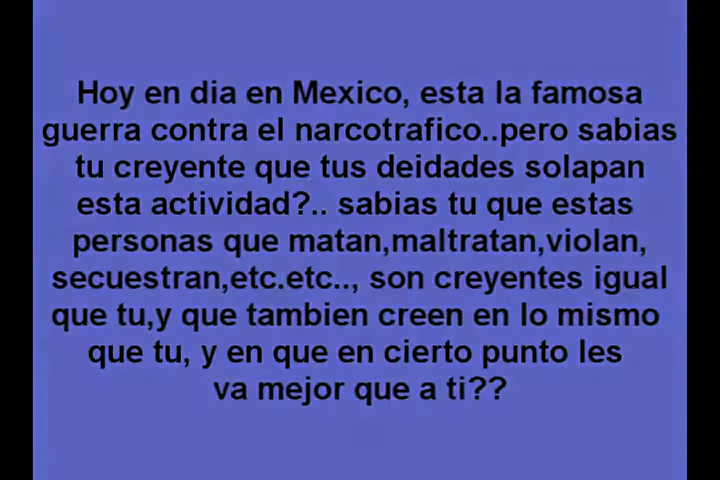 Hoy en dia en Mexico, esta la famosa
guerra contra el narcotrafico..pero sabias
tu creyente que tus deidades solapan
esta actividad?.. sabias tu que estas
personas que matan,maltratan,violan,
secuestran,etc.etc.., son creyentes igual
que tu,y que tambien creen en lo mismo
que tu, y en que en cierto punto les
va mejor que a ti??